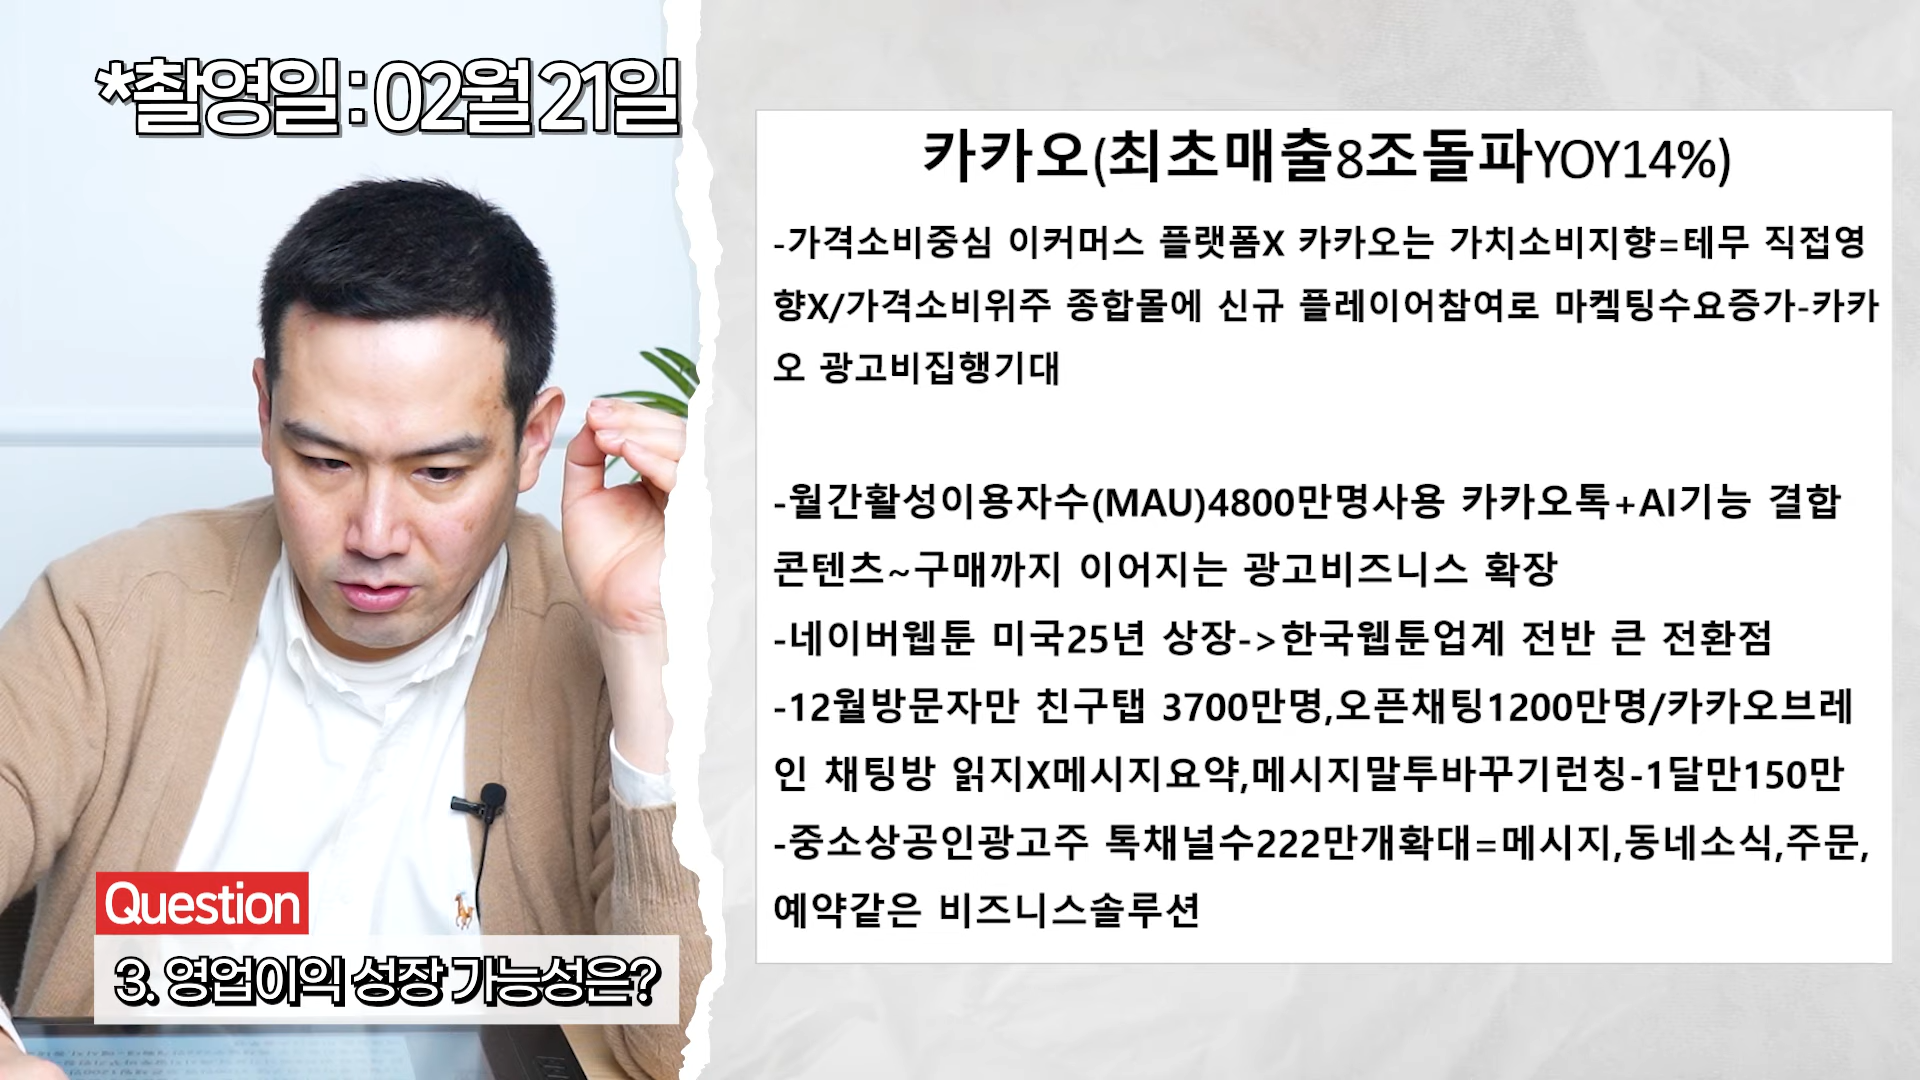 *촬영일 : 02월 21일
카카오(최초매출8조돌파YOY14%)
-가격소비중심 이커머스 플랫폼X 카카오는 가치소비지향=테무 직접영
향X/가격소비위주 종합몰에 신규 플레이어참여로 마켘팅수요증가-카카
오 광고비집행기대
-월간활성이용자수(MAU)4800만명사용 카카오톡+AI기능 결합
콘텐츠~구매까지 이어지는 광고비즈니스 확장
-네이버웹툰 미국25년 상장->한국웹툰업계 전반 큰 전환점
-12월방문자만 친구탭 3700만명,오픈채팅1200만명/카카오브레
인 채팅방 읽지X메시지요약,메시지말투바꾸기런칭-1달만150만
-중소상공인광고주 톡채널수222만개확대=메시지,동네소식,주문,
예약같은 비즈니스솔루션
Question
3. 영업이익 성장 가능성은?